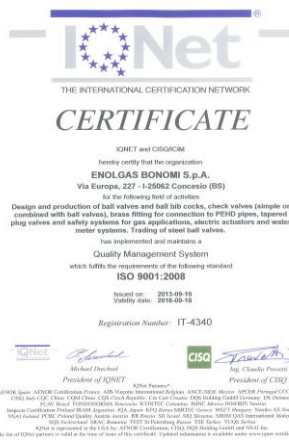 ®
IQNet
THE INTERNATIONAL CERTIFICATION NETWORK
CERTIFICATE
IQNET and CISQ/ICIM
hereby certify that the organization
ENOLGAS BONOMI S.p.A.
Via Europa, 227 - I-25062 Concesio (BS)
for the following field of activities
Design and production of ball valves and ball bib cocks, check valves (simple or
combined with ball valves), brass fitting for connection to PEHD pipes, tapered
plug valves and safety systems for gas applications, electric actuators and water
meter systems. Trading of steel ball valves.
has implemented and maintains a
Quality Management System
which fulfills the requirements of the following standard
ISO 9001:2008
Issued on: 2013-09-19
Validity date: 2016-09-18
Registration Number: IT-4340
IQNet
CISQ
Michael Drechsel
Ing. Claudio Provetti
President of IQNET
President of CISQ
IQNet Partners*: